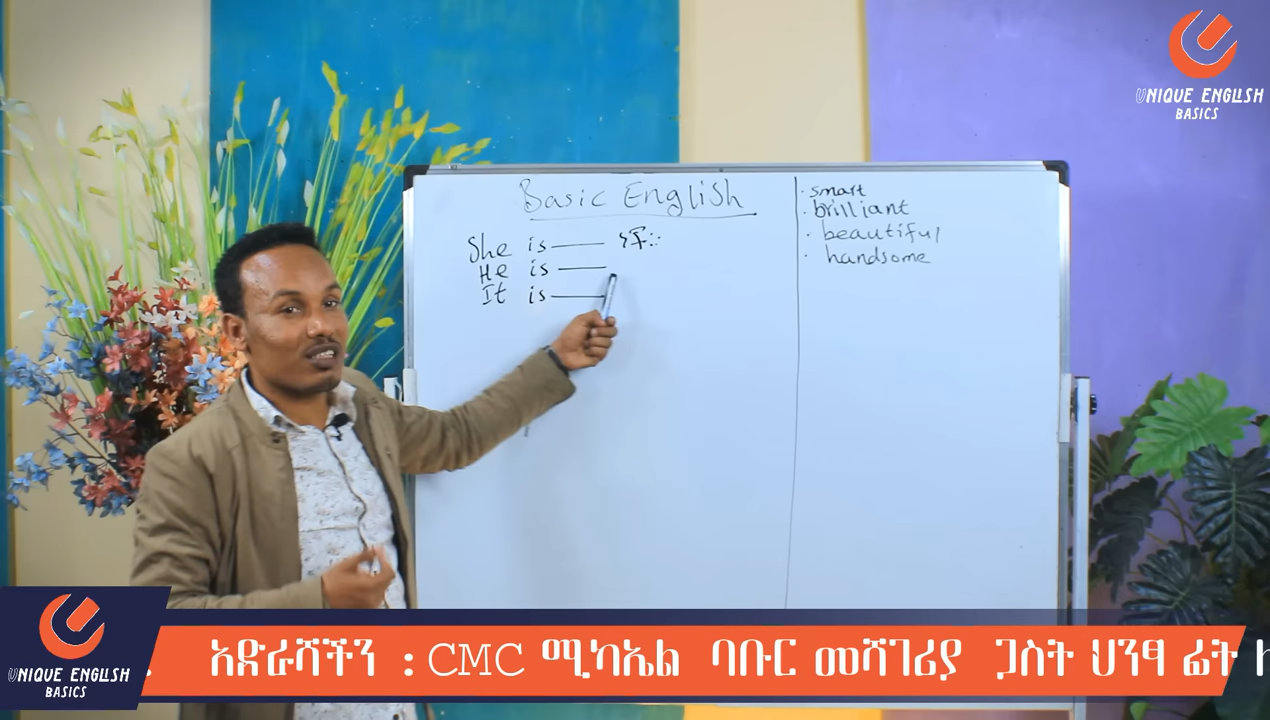 UNIQUE ENGLISH
BASICS
Basic English
She is —— ነች።
He is ——
It is ——
· smart
· brilliant
· beautiful
· handsome
UNIQUE ENGLISH
BASICS
አድራሻችን : CMC ሚካኤል ባቡር መሻገሪያ ጋስት ህንፃ ፊት